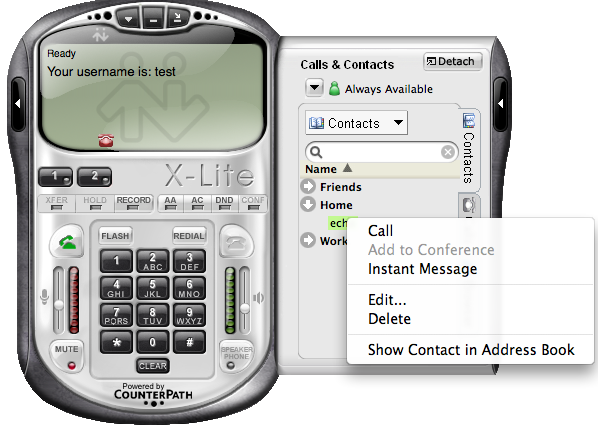 Ready
Your username is: test
1
2
X-Lite
XFER
HOLD
RECORD
AA
AC
DND
CONF
FLASH
REDIAL
1
2
ABC
3
DEF
4
GHI
5
JKL
6
MNO
7
PQRS
8
TUV
9
WXYZ
*
0
#
MUTE
CLEAR
SPEAKER
PHONE
Powered by
COUNTERPATH
Calls & Contacts
Detach
Always Available
Contacts
Contacts
Name
Friends
Home
ech
Work
Call
Add to Conference
Instant Message
Edit...
Delete
Show Contact in Address Book